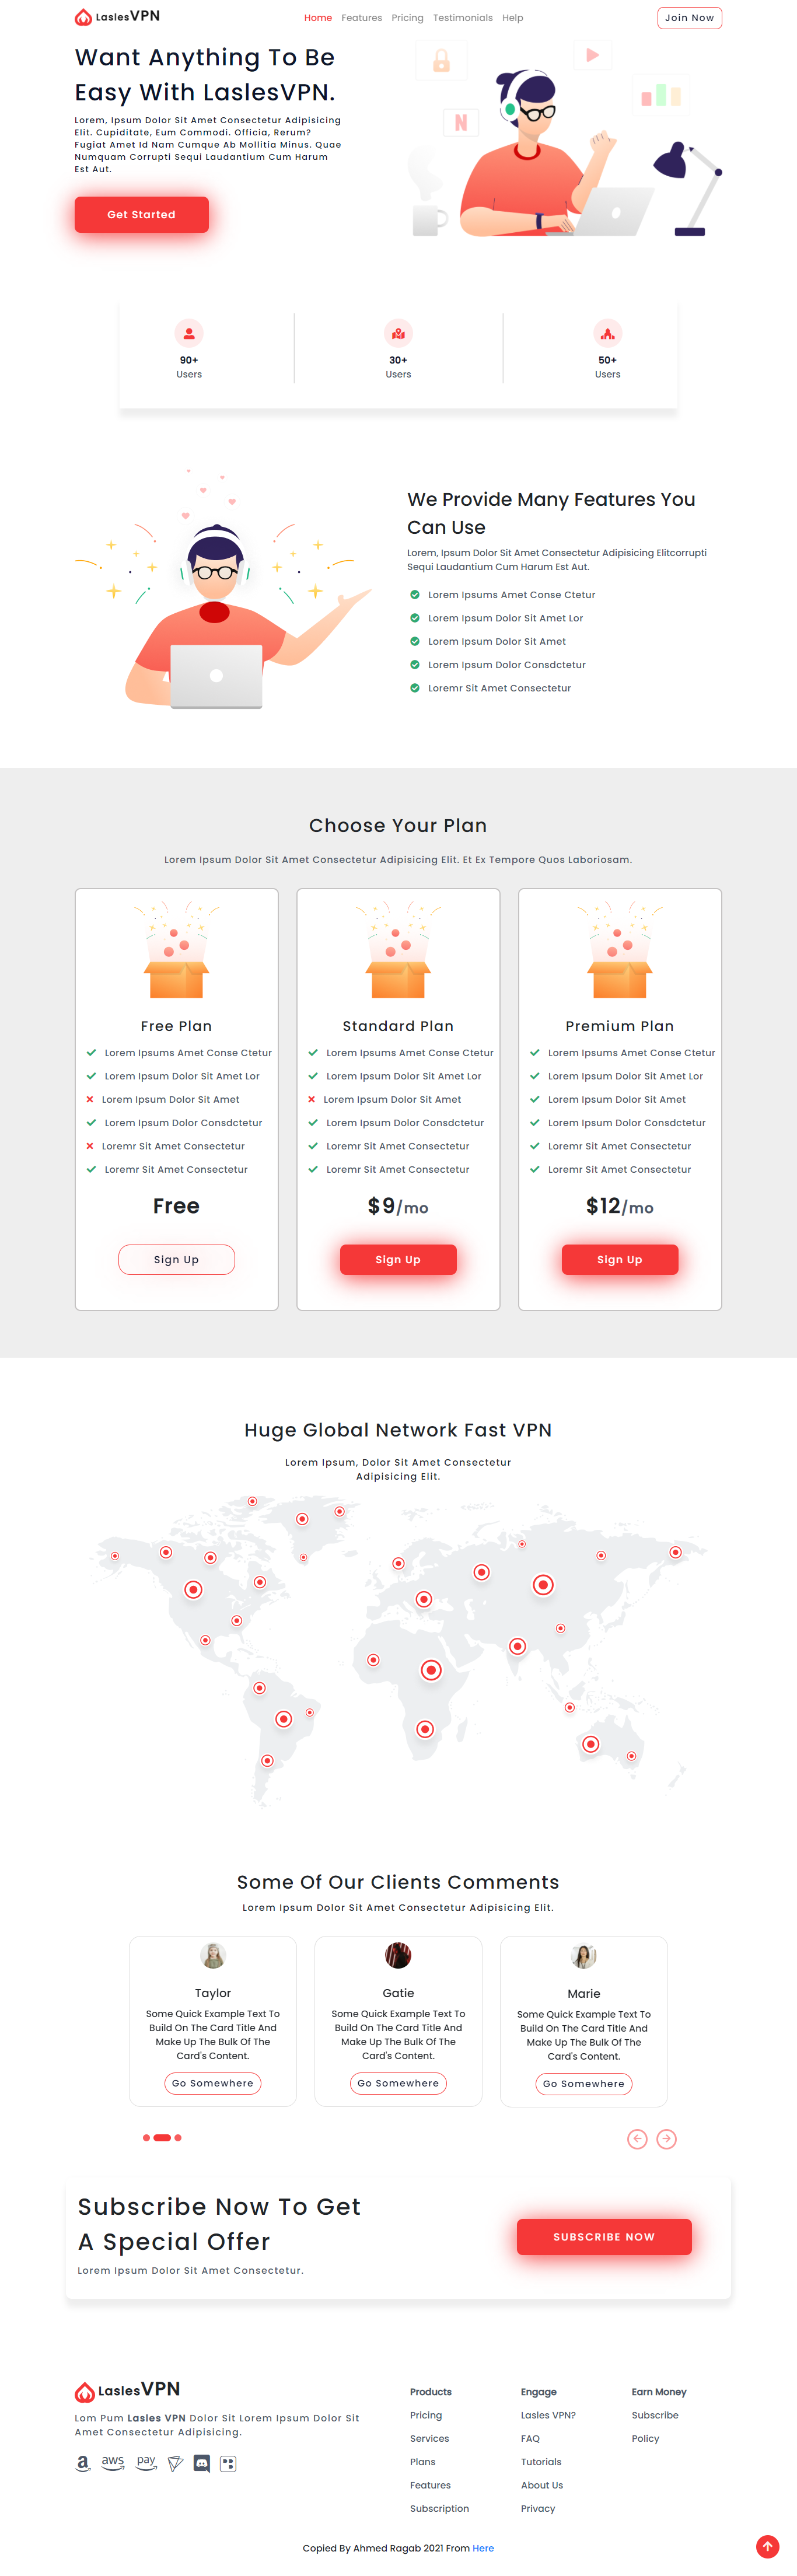 LaslesVPN
Home Features Pricing Testimonials Help
Join Now
Want Anything To Be
Easy With LaslesVPN.
Lorem, Ipsum Dolor Sit Amet Consectetur Adipisicing
Elit. Cupiditate, Eum Commodi. Officia, Rerum?
Fugiat Amet Id Nam Cumque Ab Mollitia Minus. Quae
Numquam Corrupti Sequi Laudantium Cum Harum
Est Aut.
Get Started
N
90+
Users
30+
Users
50+
Users
We Provide Many Features You
Can Use
Lorem, Ipsum Dolor Sit Amet Consectetur Adipisicing Elitcorrupti
Sequi Laudantium Cum Harum Est Aut.
Lorem Ipsums Amet Conse Ctetur
Lorem Ipsum Dolor Sit Amet Lor
Lorem Ipsum Dolor Sit Amet
Lorem Ipsum Dolor Consdctetur
Loremr Sit Amet Consectetur
Choose Your Plan
Lorem Ipsum Dolor Sit Amet Consectetur Adipisicing Elit. Et Ex Tempore Quos Laboriosam.
Free Plan
Lorem Ipsums Amet Conse Ctetur
Lorem Ipsum Dolor Sit Amet Lor
Lorem Ipsum Dolor Sit Amet
Lorem Ipsum Dolor Consdctetur
Loremr Sit Amet Consectetur
Loremr Sit Amet Consectetur
Free
Sign Up
Standard Plan
Lorem Ipsums Amet Conse Ctetur
Lorem Ipsum Dolor Sit Amet Lor
Lorem Ipsum Dolor Sit Amet
Lorem Ipsum Dolor Consdctetur
Loremr Sit Amet Consectetur
Loremr Sit Amet Consectetur
$9/mo
Sign Up
Premium Plan
Lorem Ipsums Amet Conse Ctetur
Lorem Ipsum Dolor Sit Amet Lor
Lorem Ipsum Dolor Sit Amet
Lorem Ipsum Dolor Consdctetur
Loremr Sit Amet Consectetur
Loremr Sit Amet Consectetur
$12/mo
Sign Up
Huge Global Network Fast VPN
Lorem Ipsum, Dolor Sit Amet Consectetur
Adipisicing Elit.
Some Of Our Clients Comments
Lorem Ipsum Dolor Sit Amet Consectetur Adipisicing Elit.
Taylor
Some Quick Example Text To
Build On The Card Title And
Make Up The Bulk Of The
Card's Content.
Go Somewhere
Gatie
Some Quick Example Text To
Build On The Card Title And
Make Up The Bulk Of The
Card's Content.
Go Somewhere
Marie
Some Quick Example Text To
Build On The Card Title And
Make Up The Bulk Of The
Card's Content.
Go Somewhere
Subscribe Now To Get
A Special Offer
Lorem Ipsum Dolor Sit Amet Consectetur.
SUBSCRIBE NOW
LaslesVPN
Lom Pum Lasles VPN Dolor Sit Lorem Ipsum Dolor Sit
Amet Consectetur Adipisicing.
a aws pay
Products
Pricing
Services
Plans
Features
Subscription
Engage
Lasles VPN?
FAQ
Tutorials
About Us
Privacy
Earn Money
Subscribe
Policy
Copied By Ahmed Ragab 2021 From Here